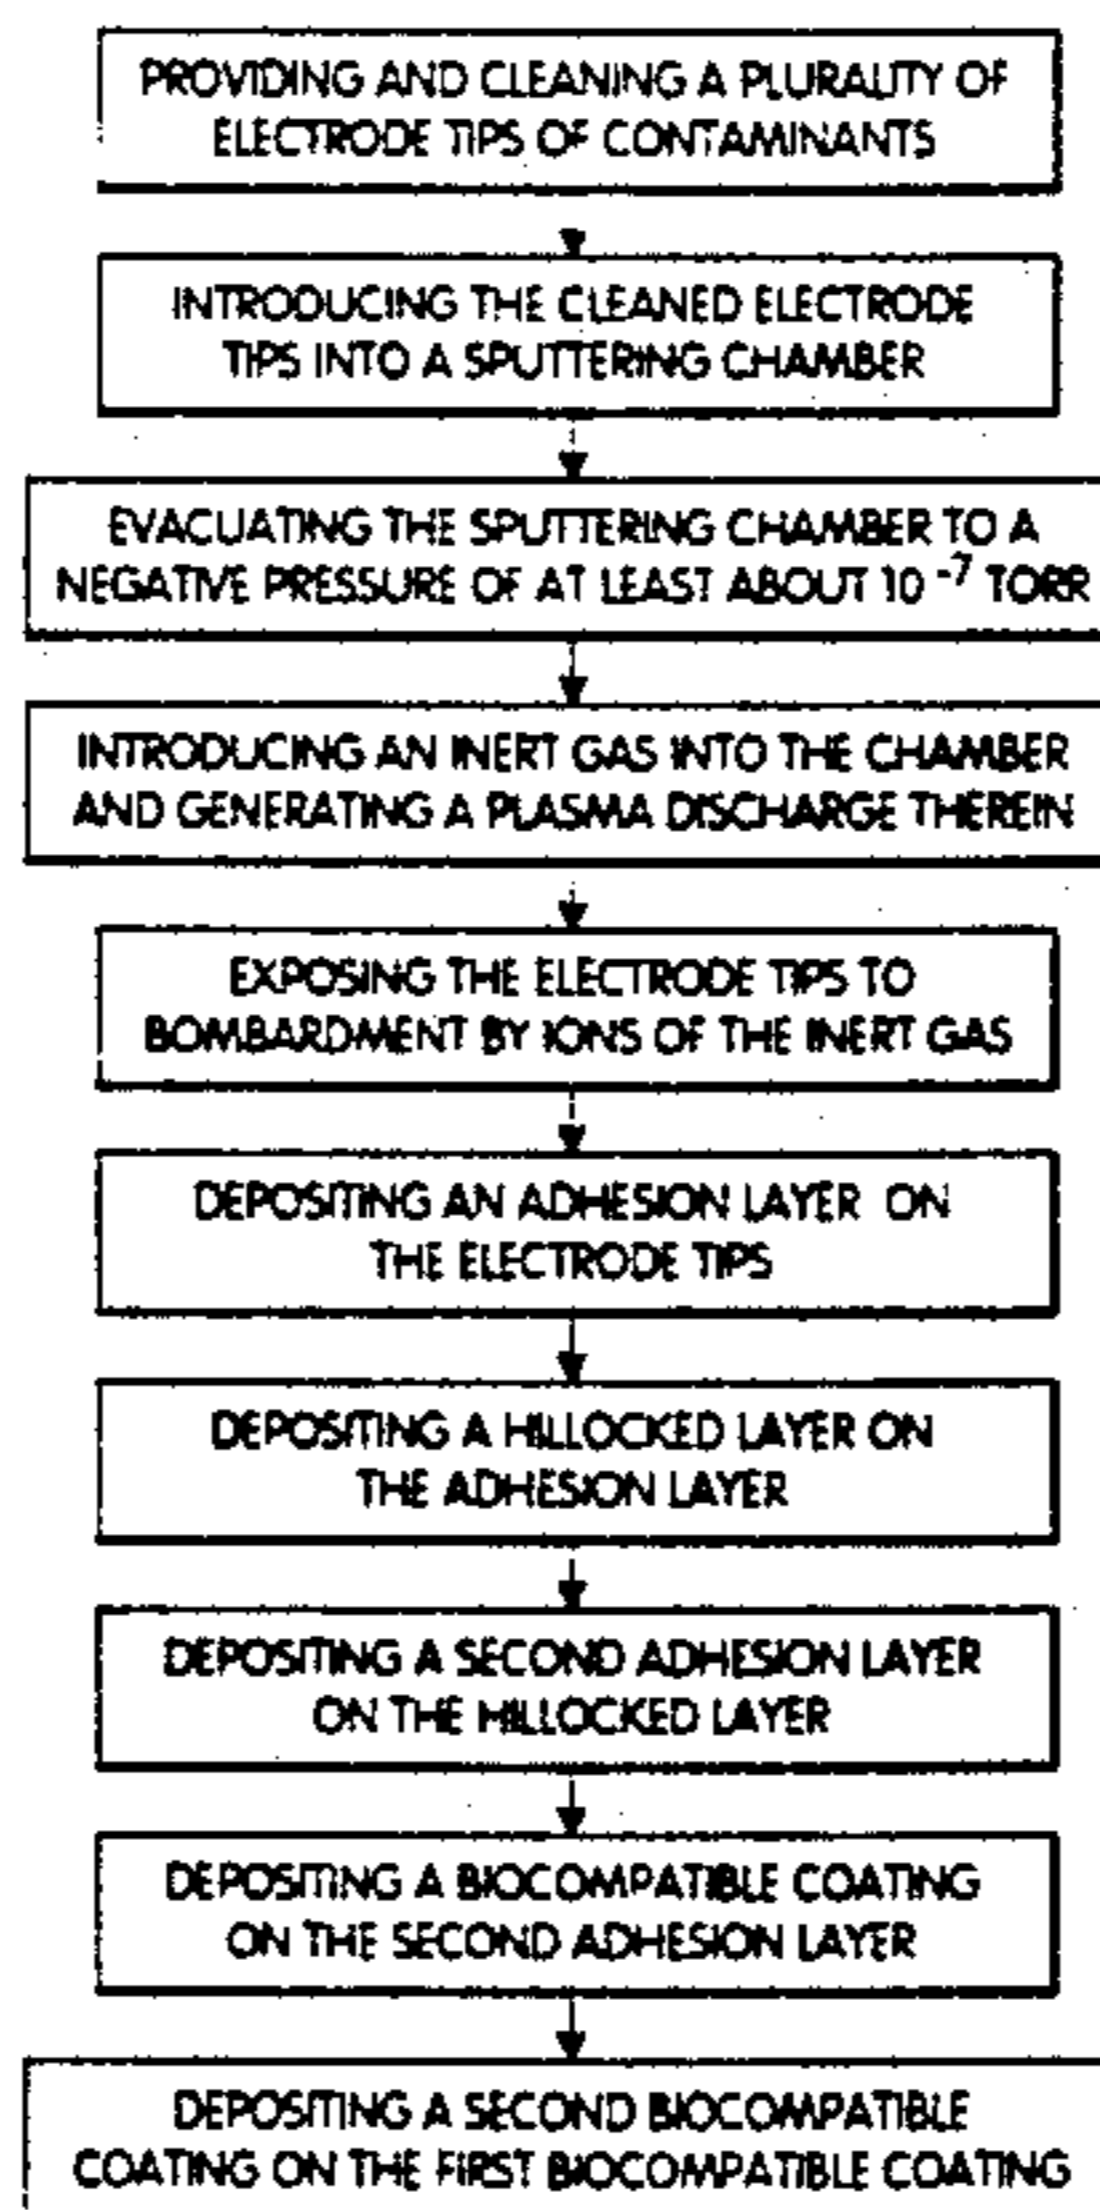 PROVIDING AND CLEANING A PLURALITY OF
ELECTRODE TIPS OF CONTAMINANTS
INTRODUCING THE CLEANED ELECTRODE
TIPS INTO A SPUTTERING CHAMBER
EVACUATING THE SPUTTERING CHAMBER TO A
NEGATIVE PRESSURE OF AT LEAST ABOUT 10 -7 TORR
INTRODUCING AN INERT GAS INTO THE CHAMBER
AND GENERATING A PLASMA DISCHARGE THEREIN
EXPOSING THE ELECTRODE TIPS TO
BOMBARDMENT BY IONS OF THE INERT GAS
DEPOSITING AN ADHESION LAYER ON
THE ELECTRODE TIPS
DEPOSITING A HILLOCKED LAYER ON
THE ADHESION LAYER
DEPOSITING A SECOND ADHESION LAYER
ON THE HILLOCKED LAYER
DEPOSITING A BIOCOMPATIBLE COATING
ON THE SECOND ADHESION LAYER
DEPOSITING A SECOND BIOCOMPATIBLE
COATING ON THE FIRST BIOCOMPATIBLE COATING